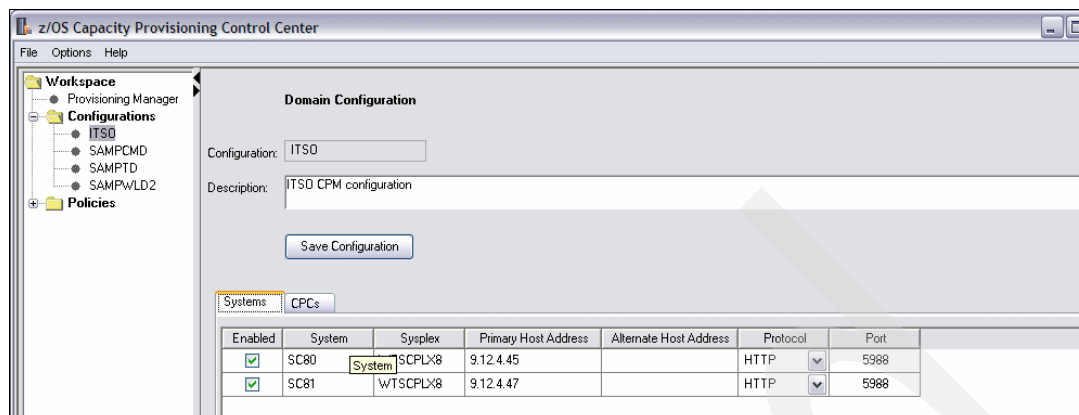 z/OS Capacity Provisioning Control Center
File Options Help
Workspace
Provisioning Manager
Configurations
ITSO
SAMPCMD
SAMPTD
SAMPWLD2
Policies
Domain Configuration
Configuration: ITSO
Description: ITSO CPM configuration
Save Configuration
Systems CPCs
Enabled System Sysplex Primary Host Address Alternate Host Address Protocol Port
SC80 9.12.4.45 HTTP 5988
System
SC81 WTSCPLX8 9.12.4.47 HTTP 5988